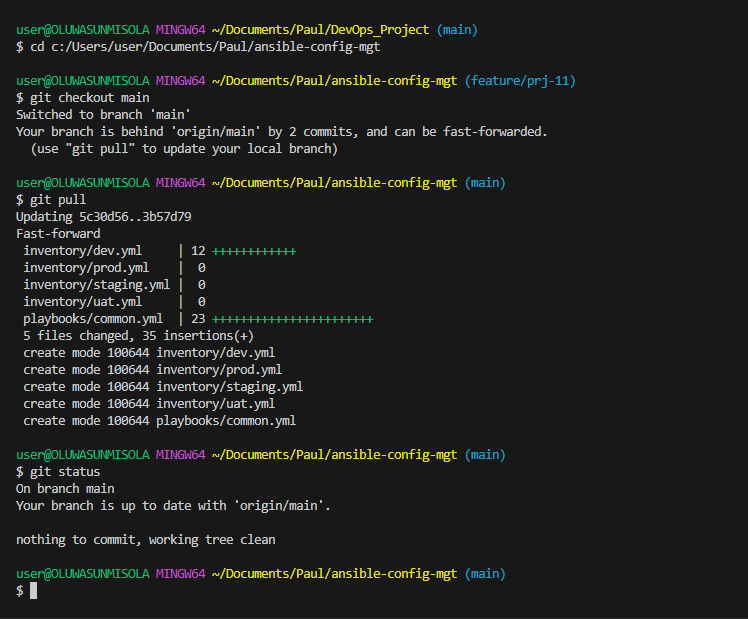 user@OLUWASUNMISOLA MINGW64 ~/Documents/Paul/DevOps_Project (main)
$ cd c:/Users/user/Documents/Paul/ansible-config-mgt
user@OLUWASUNMISOLA MINGW64 ~/Documents/Paul/ansible-config-mgt (feature/prj-11)
$ git checkout main
Switched to branch 'main'
Your branch is behind 'origin/main' by 2 commits, and can be fast-forwarded.
  (use "git pull" to update your local branch)
user@OLUWASUNMISOLA MINGW64 ~/Documents/Paul/ansible-config-mgt (main)
$ git pull
Updating 5c30d56..3b57d79
Fast-forward
 inventory/dev.yml     | 12 ++++++++++++
 inventory/prod.yml    |  0
 inventory/staging.yml |  0
 inventory/uat.yml     |  0
 playbooks/common.yml  | 23 +++++++++++++++++++++++
 5 files changed, 35 insertions(+)
 create mode 100644 inventory/dev.yml
 create mode 100644 inventory/prod.yml
 create mode 100644 inventory/staging.yml
 create mode 100644 inventory/uat.yml
 create mode 100644 playbooks/common.yml
user@OLUWASUNMISOLA MINGW64 ~/Documents/Paul/ansible-config-mgt (main)
$ git status
On branch main
Your branch is up to date with 'origin/main'.
nothing to commit, working tree clean
user@OLUWASUNMISOLA MINGW64 ~/Documents/Paul/ansible-config-mgt (main)
$